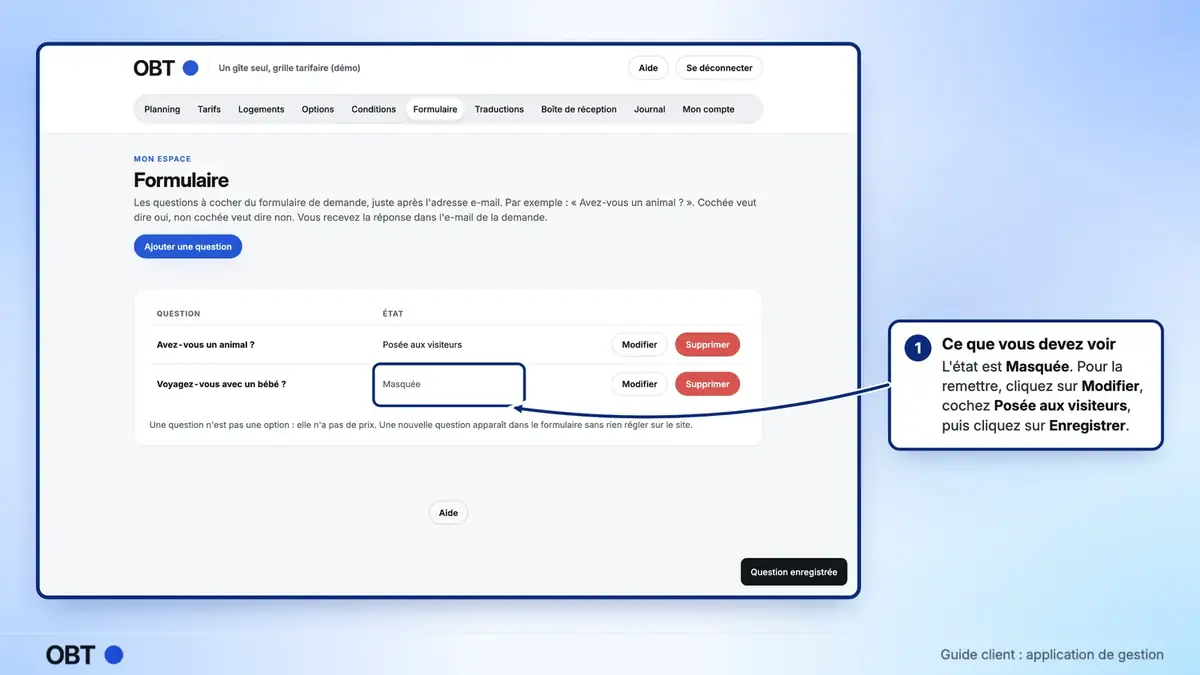 OBT
Un gîte seul, grille tarifaire (démo)
Aide
Se déconnecter
Planning
Tarifs
Logements
Options
Conditions
Formulaire
Traductions
Boîte de réception
Journal
Mon compte
MON ESPACE
Formulaire
Les questions à cocher du formulaire de demande, juste après l'adresse e-mail. Par exemple : « Avez-vous un animal ? ». Cochée veut
dire oui, non cochée veut dire non. Vous recevez la réponse dans l'e-mail de la demande.
Ajouter une question
QUESTION
ÉTAT
Avez-vous un animal ?
Posée aux visiteurs
Modifier
Supprimer
Voyagez-vous avec un bébé ?
Masquée
Modifier
Supprimer
Une question n'est pas une option : elle n'a pas de prix. Une nouvelle question apparaît dans le formulaire sans rien régler sur le site.
Aide
Question enregistrée
1
Ce que vous devez voir
L'état est Masquée. Pour la
remettre, cliquez sur Modifier,
cochez Posée aux visiteurs,
puis cliquez sur Enregistrer.
OBT
Guide client : application de gestion